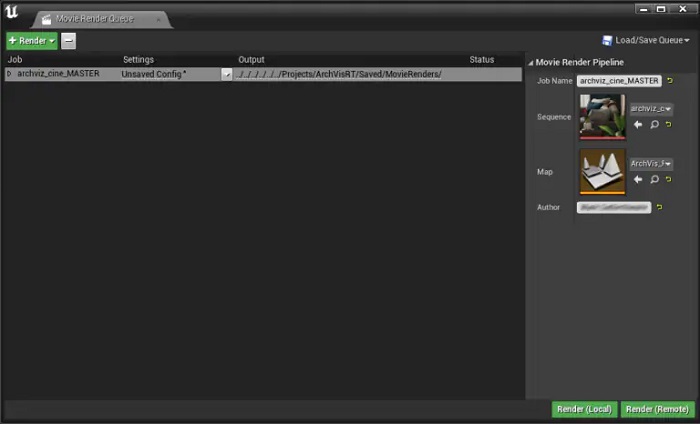 Movie Render Queue
+ Render
Load/Save Queue
Job Settings Output Status
archviz_cine_MASTER Unsaved Config* ../../../../../../Projects/ArchVisRT/Saved/MovieRenders/
Movie Render Pipeline
Job Name archviz_cine_MASTER
Sequence archviz_c
Map ArchVis_F
Author
Render (Local) Render (Remote)